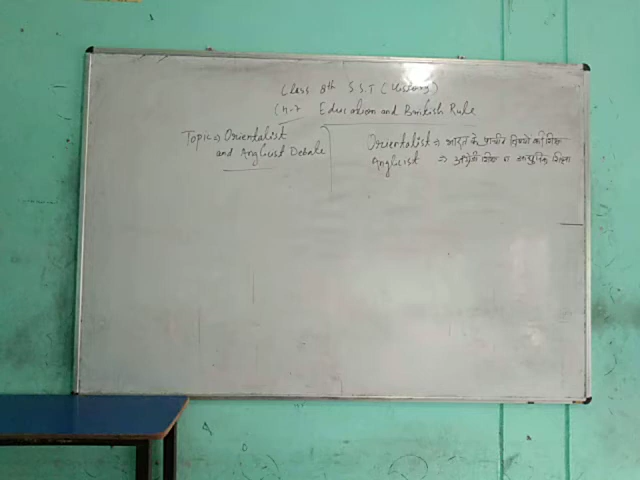 Class 8th S.S.T (History)
CH-7 Education and British Rule
Topic ⇒ Orientalist
and Anglicist Debate
Orientalist ⇒ भारत के प्राचीन विषयों की शिक्षा
Anglicist ⇒ अंग्रेजी शिक्षा व आधुनिक शिक्षा